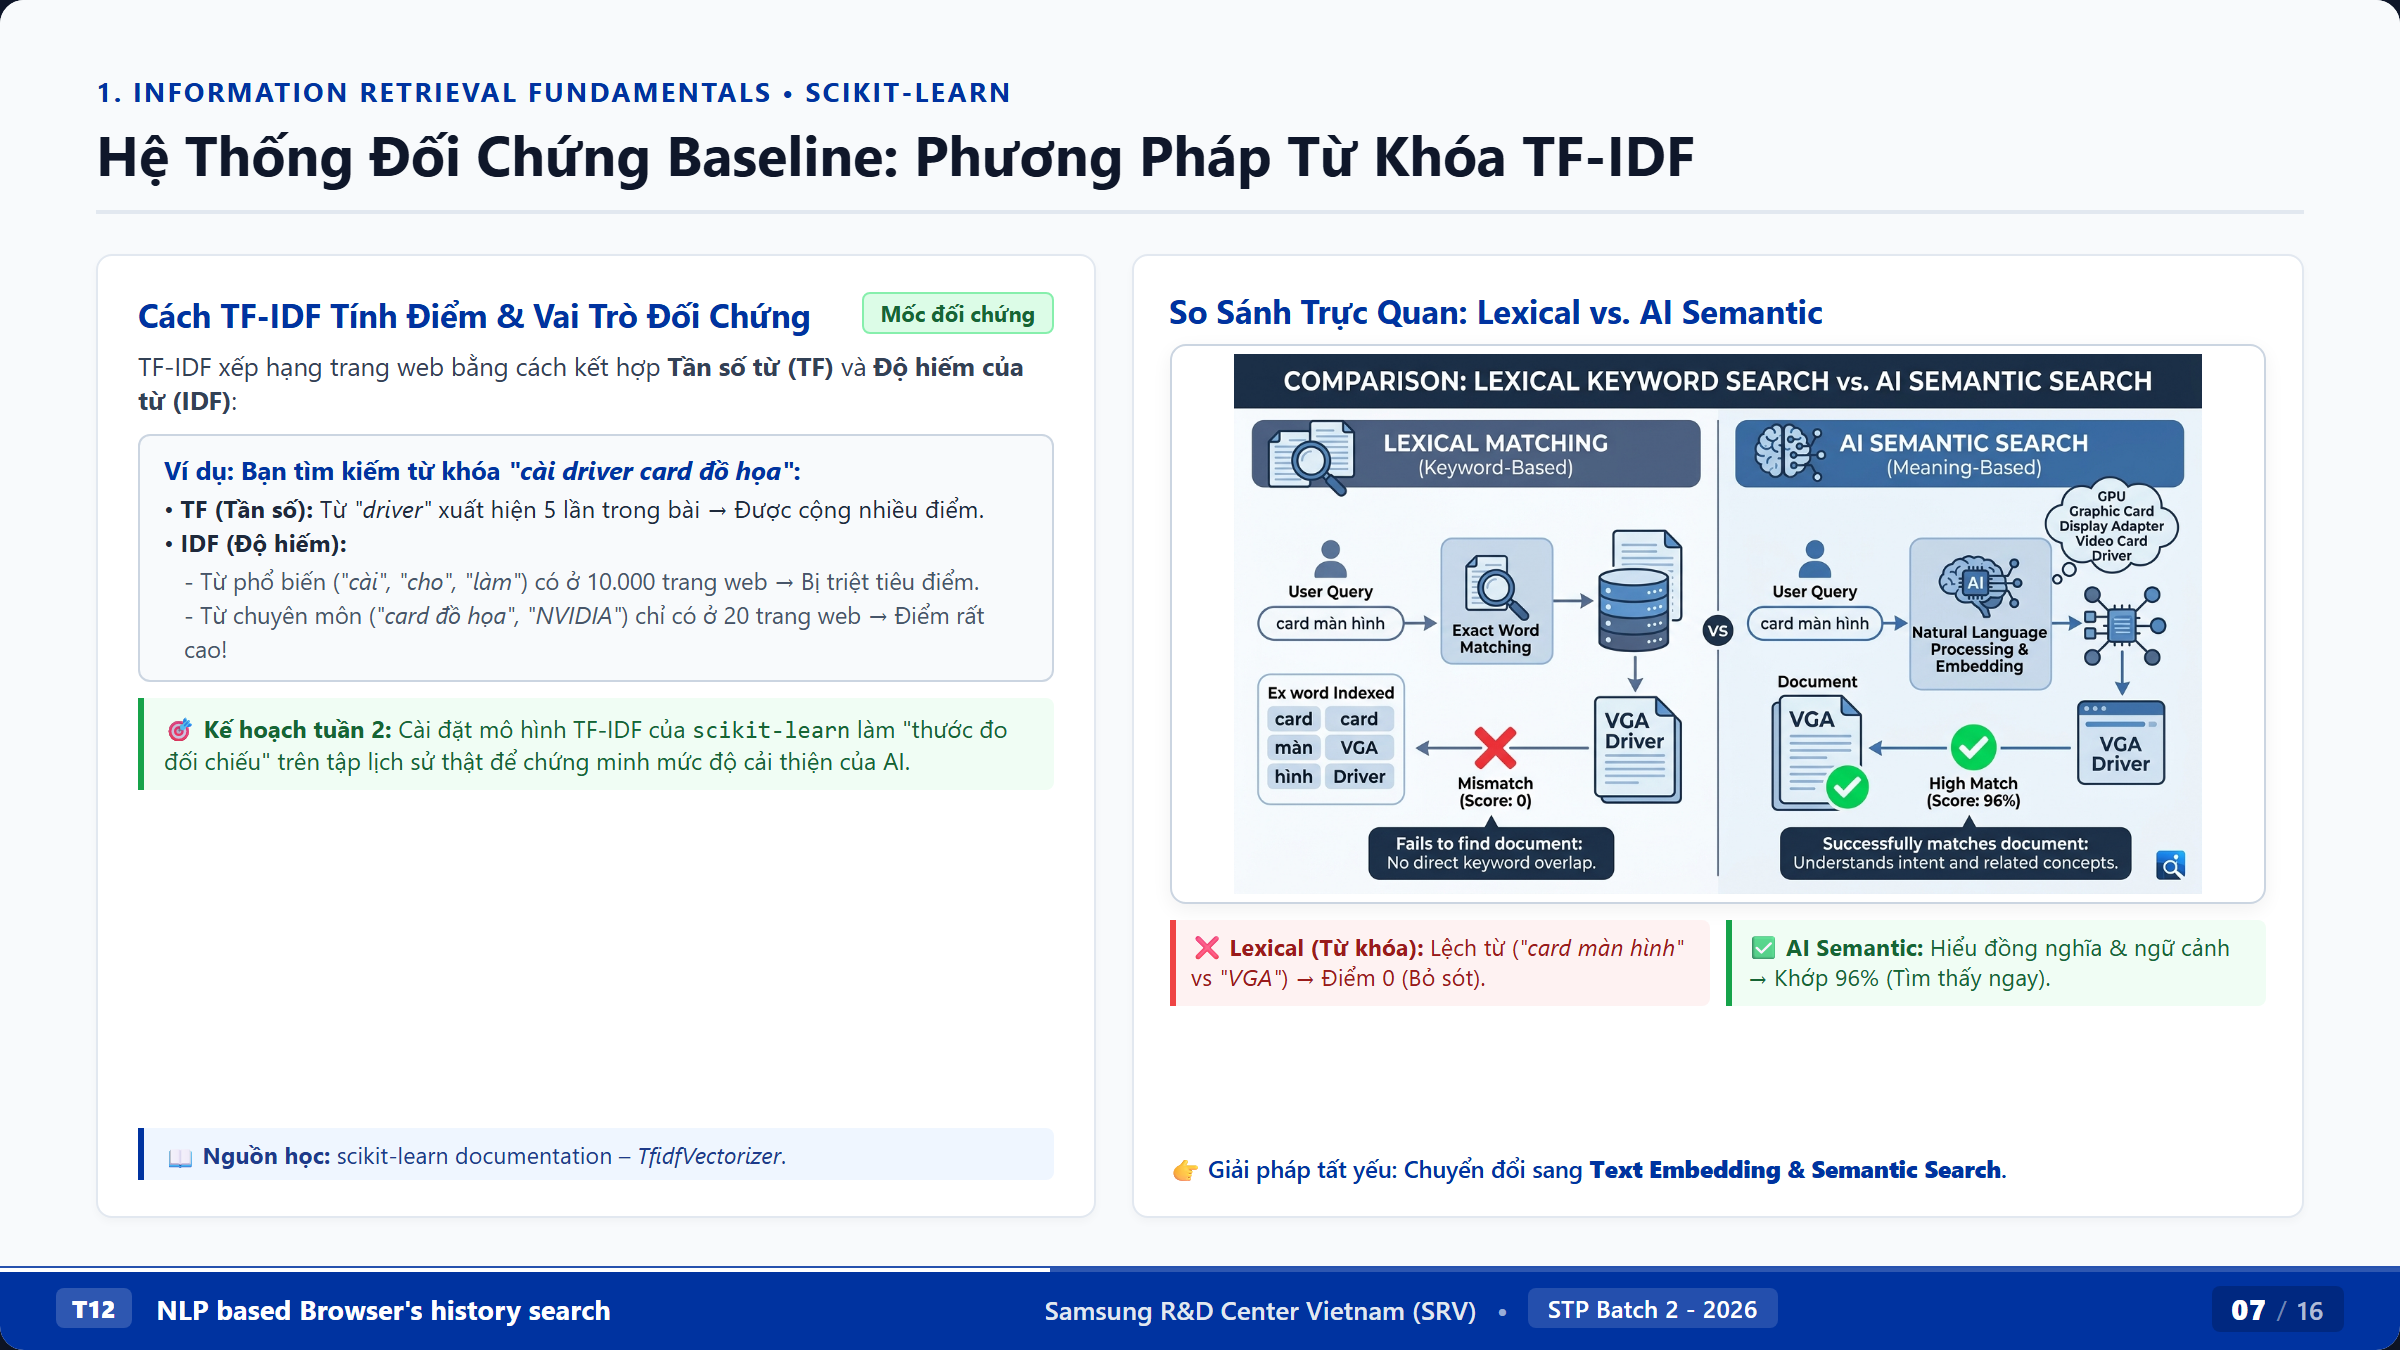 1. INFORMATION RETRIEVAL FUNDAMENTALS • SCIKIT-LEARN
Hệ Thống Đối Chứng Baseline: Phương Pháp Từ Khóa TF-IDF
Cách TF-IDF Tính Điểm & Vai Trò Đối Chứng
Mốc đối chứng
TF-IDF xếp hạng trang web bằng cách kết hợp Tần số từ (TF) và Độ hiếm của
từ (IDF):
Ví dụ: Bạn tìm kiếm từ khóa "cài driver card đồ họa":
• TF (Tần số): Từ "driver" xuất hiện 5 lần trong bài → Được cộng nhiều điểm.
• IDF (Độ hiếm):
- Từ phổ biến ("cài", "cho", "làm") có ở 10.000 trang web → Bị triệt tiêu điểm.
- Từ chuyên môn ("card đồ họa", "NVIDIA") chỉ có ở 20 trang web → Điểm rất
cao!
🎯 Kế hoạch tuần 2: Cài đặt mô hình TF-IDF của scikit-learn làm "thước đo
đối chiếu" trên tập lịch sử thật để chứng minh mức độ cải thiện của AI.
📖 Nguồn học: scikit-learn documentation – TfidfVectorizer.
So Sánh Trực Quan: Lexical vs. AI Semantic
COMPARISON: LEXICAL KEYWORD SEARCH vs. AI SEMANTIC SEARCH
LEXICAL MATCHING
(Keyword-Based)
User Query
card màn hình
Exact Word
Matching
Ex word Indexed
card card
màn VGA
hình Driver
Mismatch
(Score: 0)
VGA
Driver
Fails to find document:
No direct keyword overlap.
VS
AI SEMANTIC SEARCH
(Meaning-Based)
GPU
Graphic Card
Display Adapter
Video Card
Driver
User Query
card màn hình
AI
Natural Language
Processing &
Embedding
Document
VGA
High Match
(Score: 96%)
VGA
Driver
Successfully matches document:
Understands intent and related concepts.
❌ Lexical (Từ khóa): Lệch từ ("card màn hình"
vs "VGA") → Điểm 0 (Bỏ sót).
✅ AI Semantic: Hiểu đồng nghĩa & ngữ cảnh
→ Khớp 96% (Tìm thấy ngay).
👉 Giải pháp tất yếu: Chuyển đổi sang Text Embedding & Semantic Search.
T12 NLP based Browser's history search
Samsung R&D Center Vietnam (SRV) • STP Batch 2 - 2026
07 / 16